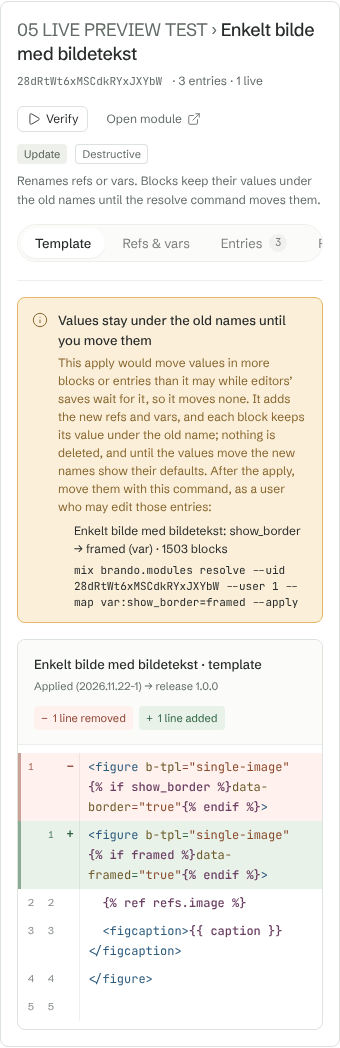 05 LIVE PREVIEW TEST › Enkelt bilde
med bildetekst
28dRtWt6xMSCdkRYxJXYbW · 3 entries · 1 live
Verify
Open module
Update
Destructive
Renames refs or vars. Blocks keep their values under
the old names until the resolve command moves them.
Template
Refs & vars
Entries 3
Values stay under the old names until
you move them
This apply would move values in more
blocks or entries than it may while editors’
saves wait for it, so it moves none. It adds
the new refs and vars, and each block keeps
its value under the old name; nothing is
deleted, and until the values move the new
names show their defaults. After the apply,
move them with this command, as a user
who may edit those entries:
Enkelt bilde med bildetekst: show_border
→ framed (var) · 1503 blocks
mix brando.modules resolve --uid
28dRtWt6xMSCdkRYxJXYbW --user 1 --
map var:show_border=framed --apply
Enkelt bilde med bildetekst · template
Applied (2026.11.22-1) → release 1.0.0
− 1 line removed
+ 1 line added
1 − <figure b-tpl="single-image"
{% if show_border %}data-
border="true"{% endif %}>
1 + <figure b-tpl="single-image"
{% if framed %}data-
framed="true"{% endif %}>
2 2 {% ref refs.image %}
3 3 <figcaption>{{ caption }}
</figcaption>
4 4 </figure>
5 5